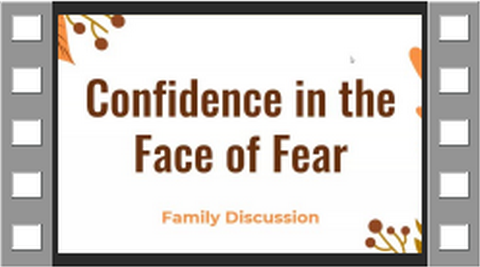 Confidence in the
Face of Fear
Family Discussion